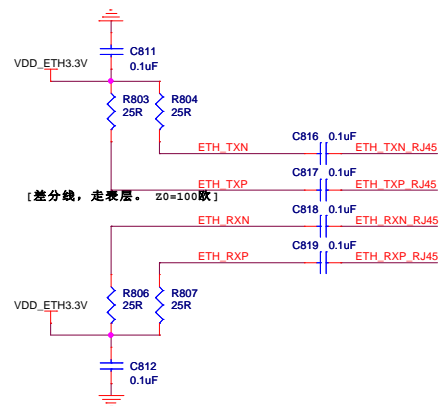 C811
0.1uF
VDD_ETH3.3V
R803
25R
R804
25R
C816 0.1uF
ETH_TXN
ETH_TXN_RJ45
C817 0.1uF
ETH_TXP
ETH_TXP_RJ45
[差分线，走表层。 Z0=100欧]
C818 0.1uF
ETH_RXN
ETH_RXN_RJ45
C819 0.1uF
ETH_RXP
ETH_RXP_RJ45
R806
25R
R807
25R
VDD_ETH3.3V
C812
0.1uF